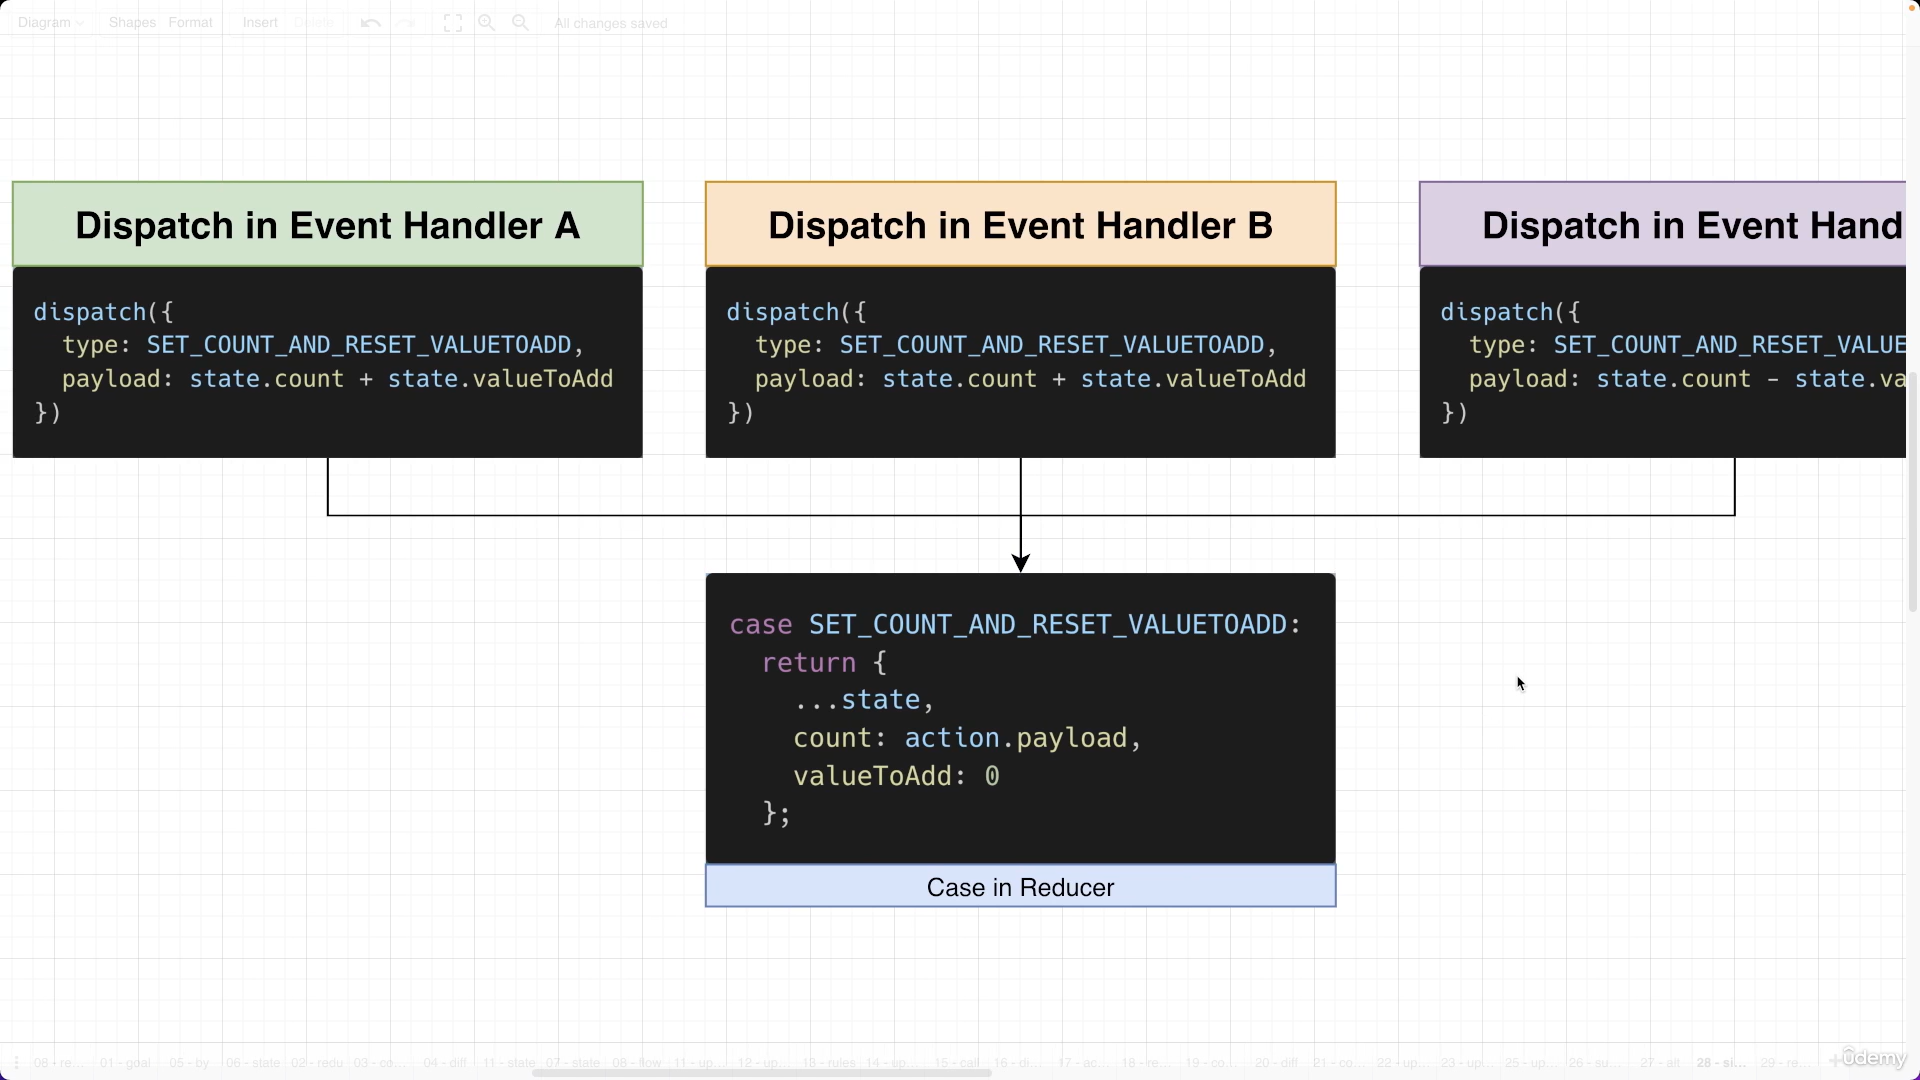 Diagram Shapes Format Insert Delete All changes saved
Dispatch in Event Handler A
dispatch({
  type: SET_COUNT_AND_RESET_VALUETOADD,
  payload: state.count + state.valueToAdd
})
Dispatch in Event Handler B
dispatch({
  type: SET_COUNT_AND_RESET_VALUETOADD,
  payload: state.count + state.valueToAdd
})
Dispatch in Event Hand
dispatch({
  type: SET_COUNT_AND_RESET_VALUE
  payload: state.count - state.va
})
case SET_COUNT_AND_RESET_VALUETOADD:
  return {
    ...state,
    count: action.payload,
    valueToAdd: 0
  };
Case in Reducer
08 - re... 01 - goal 05 - by 06 - state 02 - redu 03 - co... 04 - diff 11 - state 07 - state 08 - flow 11 - up... 12 - up... 13 - rules 14 - up... 15 - call 16 - di... 17 - ac... 18 - re... 19 - co... 20 - diff 21 - co... 22 - up... 23 - up... 25 - up... 26 - su... 27 - alt 28 - si... 29 - re... ûdemy